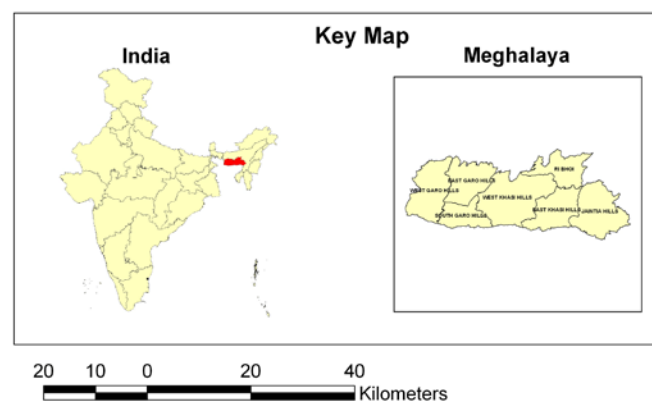 Key Map
India
Meghalaya
RI BHOI
EAST GARO HILLS
WEST GARO HILLS
WEST KHASI HILLS
EAST KHASI HILLS
JAINTIA HILLS
SOUTH GARO HILLS
20 10 0 20 40
Kilometers